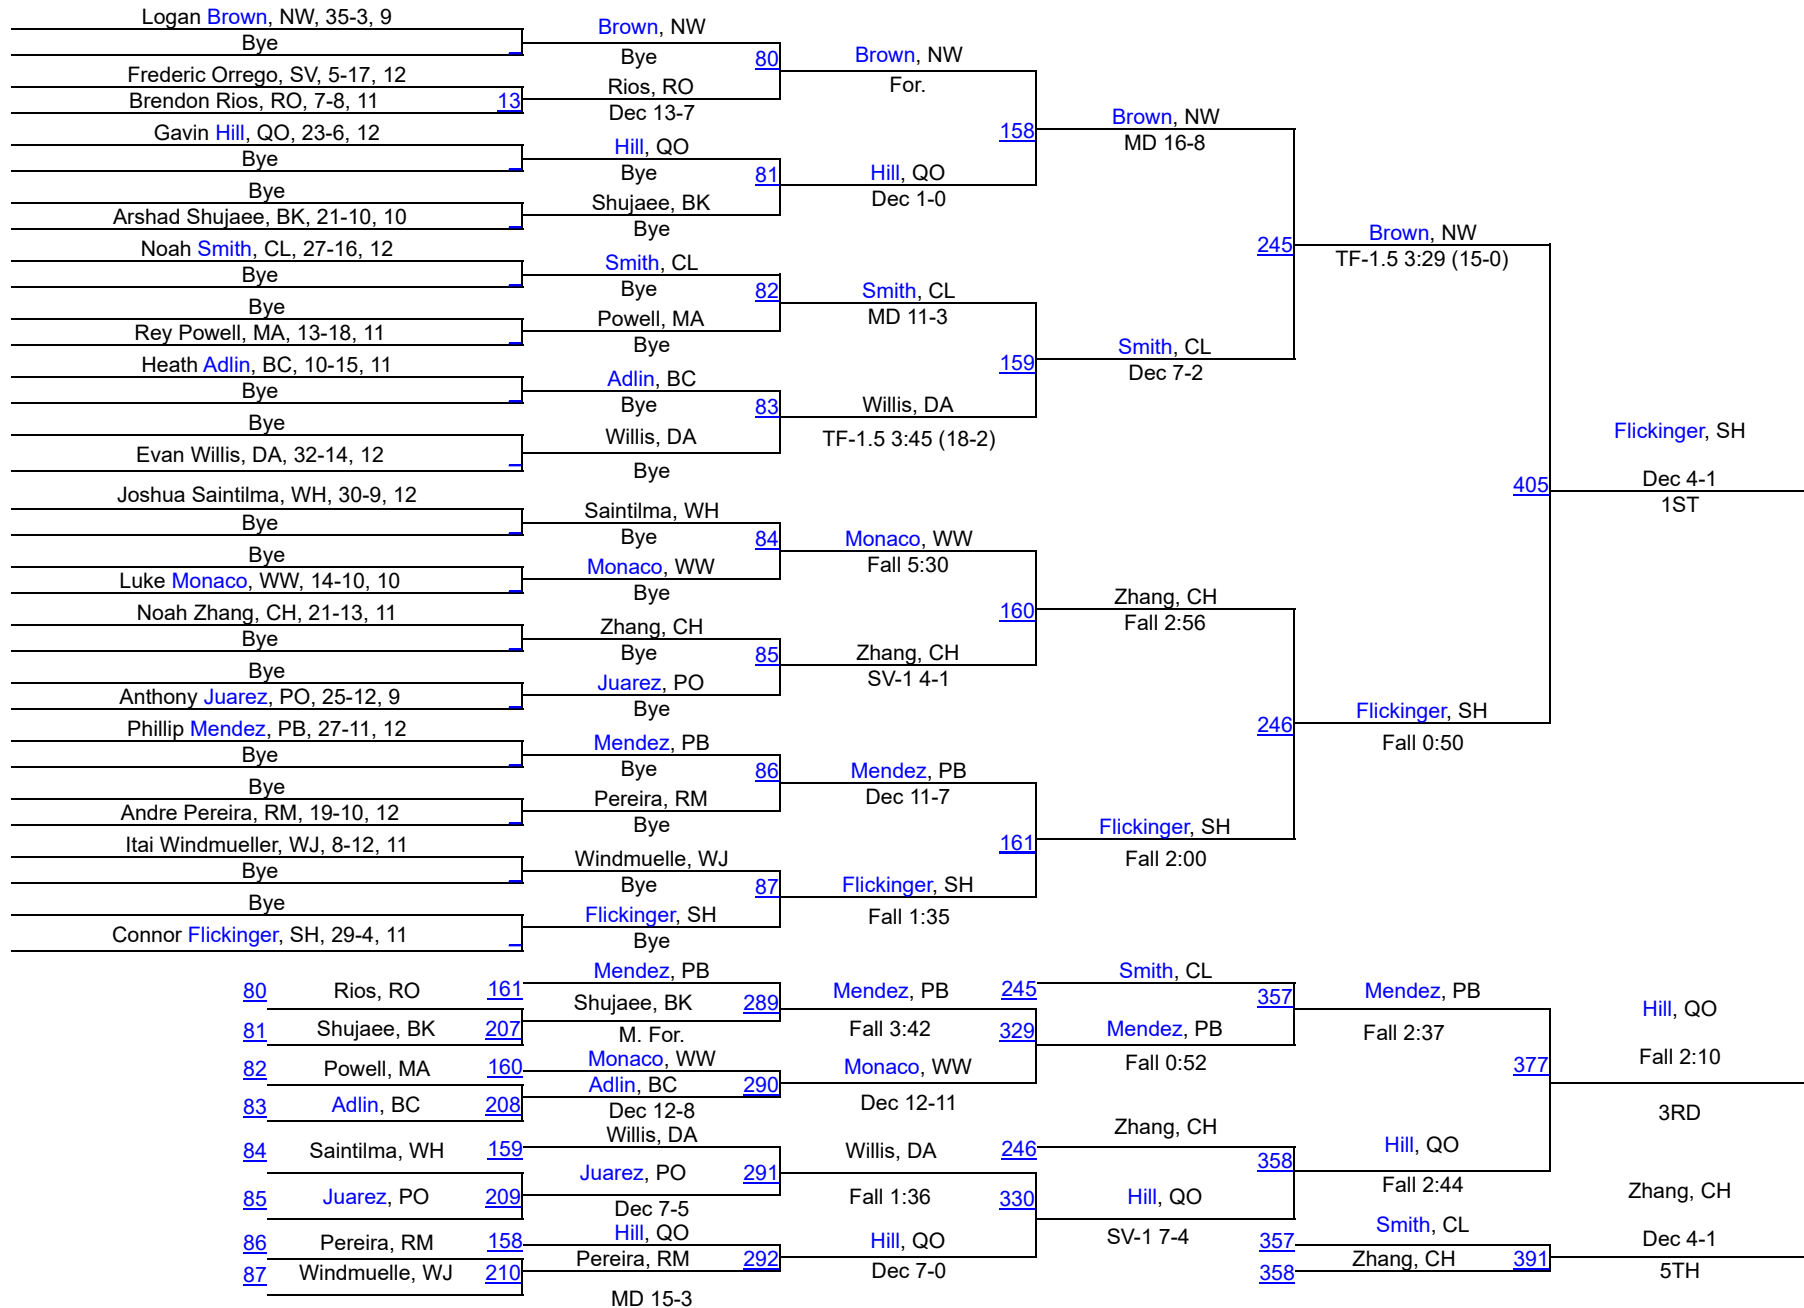 Logan Brown, NW, 35-3, 9
Bye
Frederic Orrego, SV, 5-17, 12
Brendon Rios, RO, 7-8, 11
13
Gavin Hill, QO, 23-6, 12
Bye
Bye
Arshad Shujaee, BK, 21-10, 10
Noah Smith, CL, 27-16, 12
Bye
Bye
Rey Powell, MA, 13-18, 11
Heath Adlin, BC, 10-15, 11
Bye
Bye
Evan Willis, DA, 32-14, 12
Joshua Saintilma, WH, 30-9, 12
Bye
Bye
Luke Monaco, WW, 14-10, 10
Noah Zhang, CH, 21-13, 11
Bye
Bye
Anthony Juarez, PO, 25-12, 9
Phillip Mendez, PB, 27-11, 12
Bye
Bye
Andre Pereira, RM, 19-10, 12
Itai Windmueller, WJ, 8-12, 11
Bye
Bye
Connor Flickinger, SH, 29-4, 11
Brown, NW
Bye
80
Rios, RO
Dec 13-7
Hill, QO
Bye
81
Shujaee, BK
Bye
Smith, CL
Bye
82
Powell, MA
Bye
Adlin, BC
Bye
83
Willis, DA
Bye
Saintilma, WH
Bye
84
Monaco, WW
Bye
Zhang, CH
Bye
85
Juarez, PO
Bye
Mendez, PB
Bye
86
Pereira, RM
Bye
Windmuelle, WJ
Bye
87
Flickinger, SH
Bye
Brown, NW
For.
158
Hill, QO
Dec 1-0
Smith, CL
MD 11-3
159
Willis, DA
TF-1.5 3:45 (18-2)
Monaco, WW
Fall 5:30
160
Zhang, CH
SV-1 4-1
Mendez, PB
Dec 11-7
161
Flickinger, SH
Fall 1:35
Brown, NW
MD 16-8
245
Smith, CL
Dec 7-2
Zhang, CH
Fall 2:56
246
Flickinger, SH
Fall 2:00
Brown, NW
TF-1.5 3:29 (15-0)
405
Flickinger, SH
Fall 0:50
Flickinger, SH
Dec 4-1
1ST
80
Rios, RO
161
81
Shujaee, BK
207
82
Powell, MA
160
83
Adlin, BC
208
84
Saintilma, WH
159
85
Juarez, PO
209
86
Pereira, RM
158
87
Windmuelle, WJ
210
Mendez, PB
Shujaee, BK
289
M. For.
Monaco, WW
Adlin, BC
290
Dec 12-8
Willis, DA
Juarez, PO
291
Dec 7-5
Hill, QO
Pereira, RM
292
MD 15-3
Mendez, PB
245
Fall 3:42
329
Monaco, WW
Dec 12-11
Willis, DA
246
Fall 1:36
330
Hill, QO
Dec 7-0
Smith, CL
357
Mendez, PB
Fall 0:52
Zhang, CH
358
Hill, QO
SV-1 7-4
Mendez, PB
Fall 2:37
377
Hill, QO
Fall 2:44
357
Smith, CL
Zhang, CH
391
358
Hill, QO
Fall 2:10
3RD
Zhang, CH
Dec 4-1
5TH